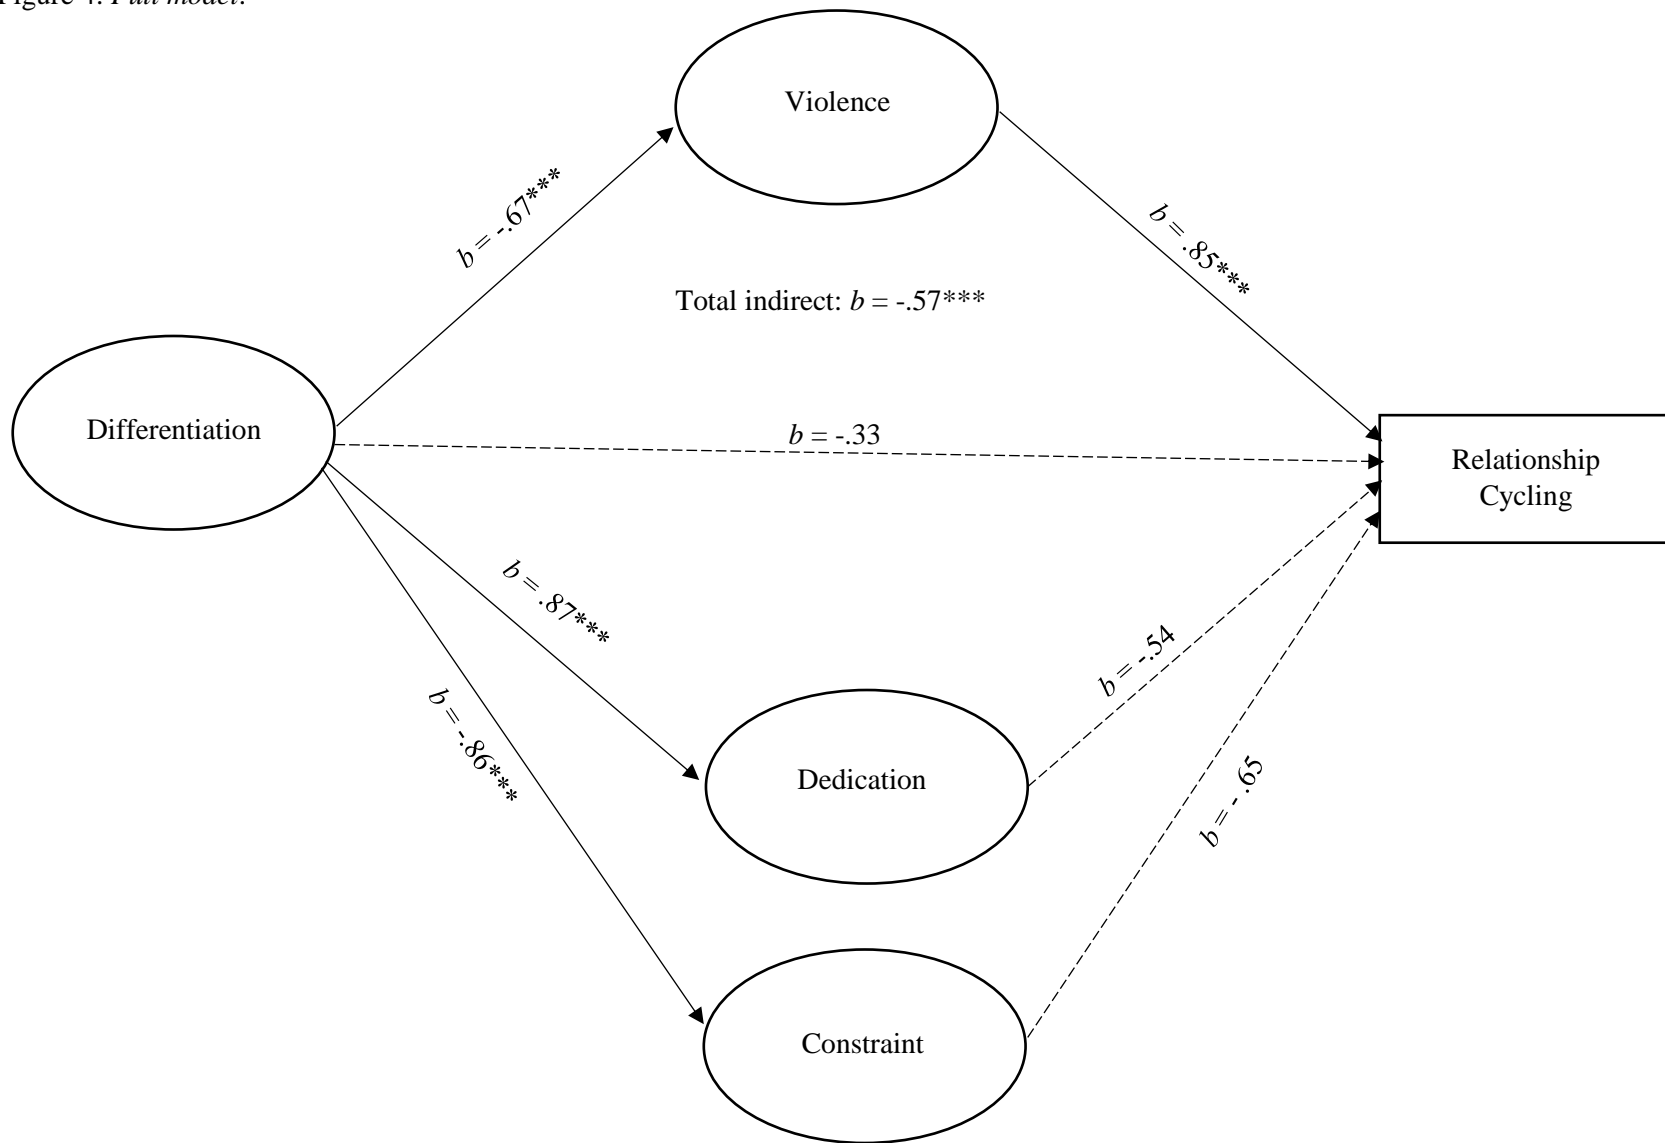 Figure 4. Full model.
Violence
b = -.67***
b = .85***
Total indirect: b = -.57***
Differentiation
b = -.33
Relationship
Cycling
b = .87***
b = -.54
b = -.86***
Dedication
b = - .65
Constraint